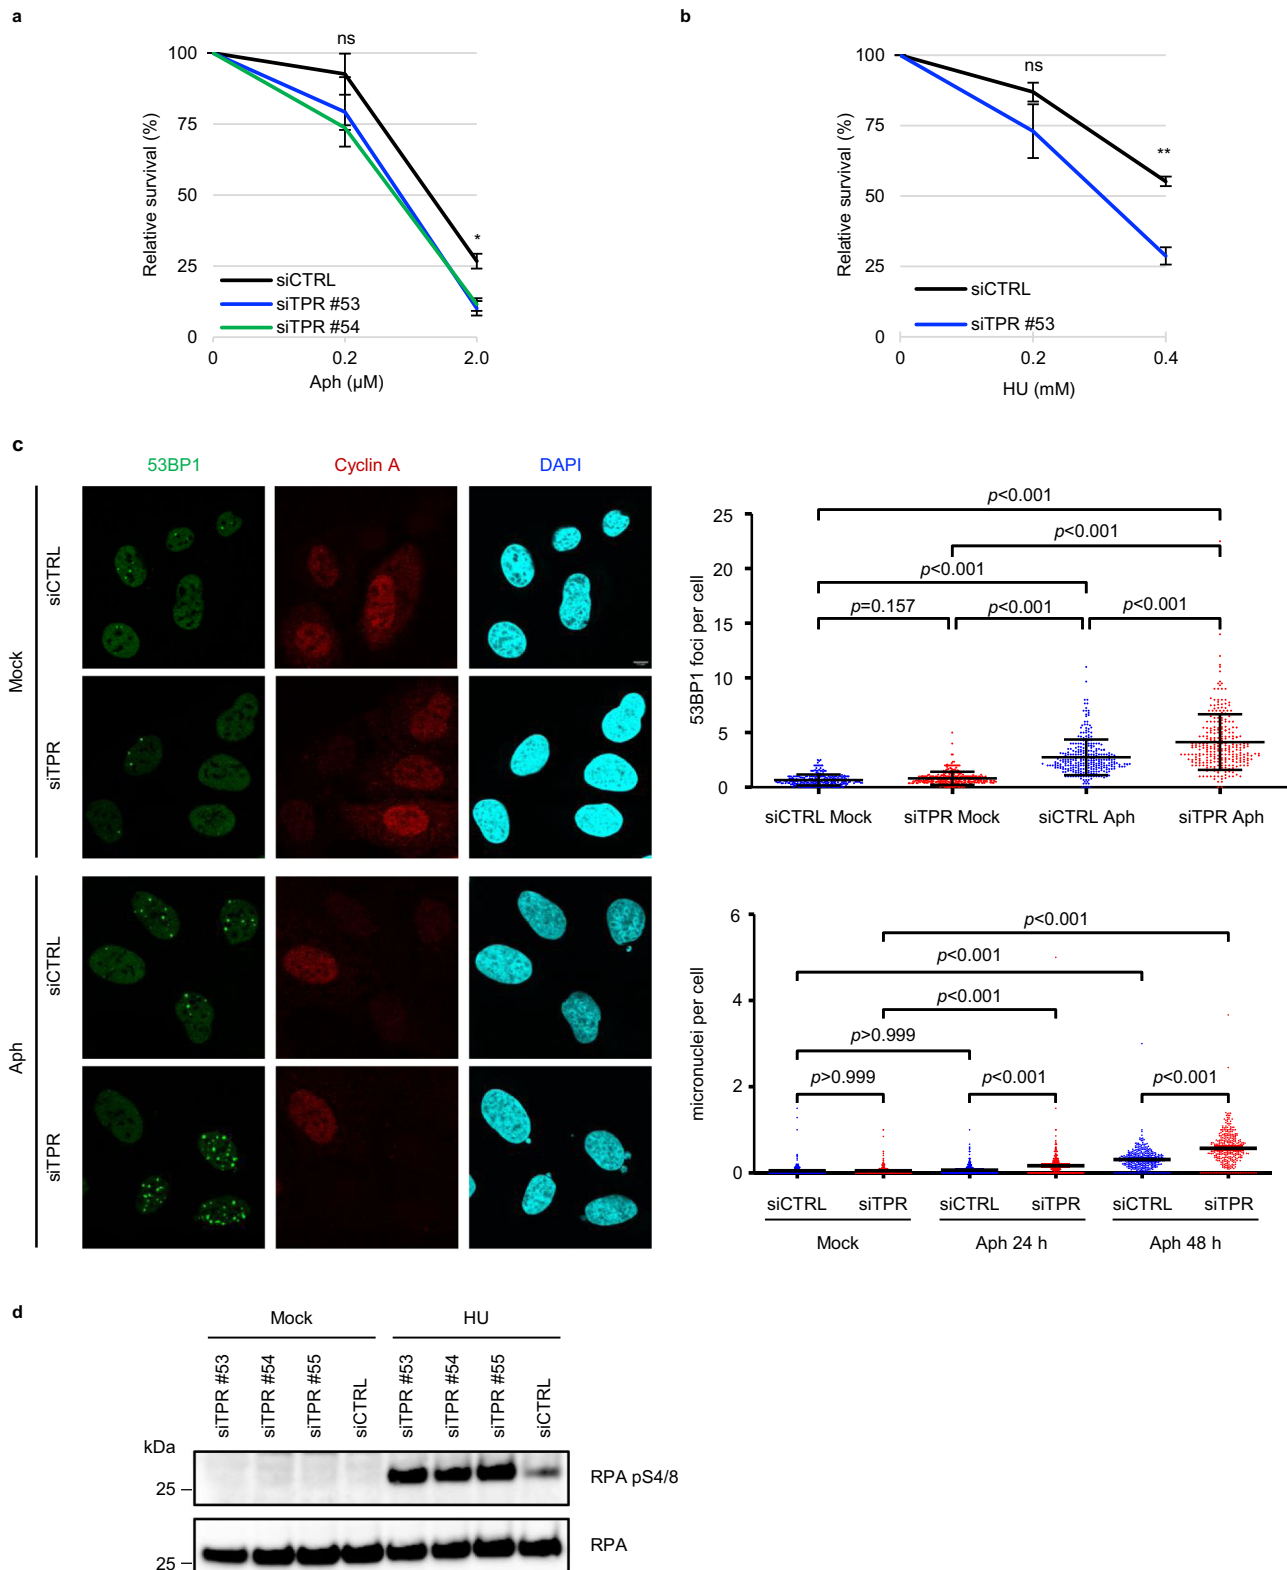 a
ns
100
75
50
25
0
Relative survival (%)
*
siCTRL
siTPR #53
siTPR #54
0 0.2 2.0
Aph (µM)
b
ns
100
75
50
25
0
Relative survival (%)
**
siCTRL
siTPR #53
0 0.2 0.4
HU (mM)
c
53BP1 Cyclin A DAPI
Mock
siCTRL
siTPR
Aph
siCTRL
siTPR
p<0.001
p<0.001
p<0.001
p=0.157 p<0.001 p<0.001
25
20
15
10
5
0
53BP1 foci per cell
siCTRL Mock siTPR Mock siCTRL Aph siTPR Aph
p<0.001
p<0.001
p<0.001
p>0.999
p>0.999 p<0.001 p<0.001
6
4
2
0
micronuclei per cell
siCTRL siTPR siCTRL siTPR siCTRL siTPR
Mock Aph 24 h Aph 48 h
d
Mock HU
siTPR #53 siTPR #54 siTPR #55 siCTRL siTPR #53 siTPR #54 siTPR #55 siCTRL
kDa
25
RPA pS4/8
25
RPA